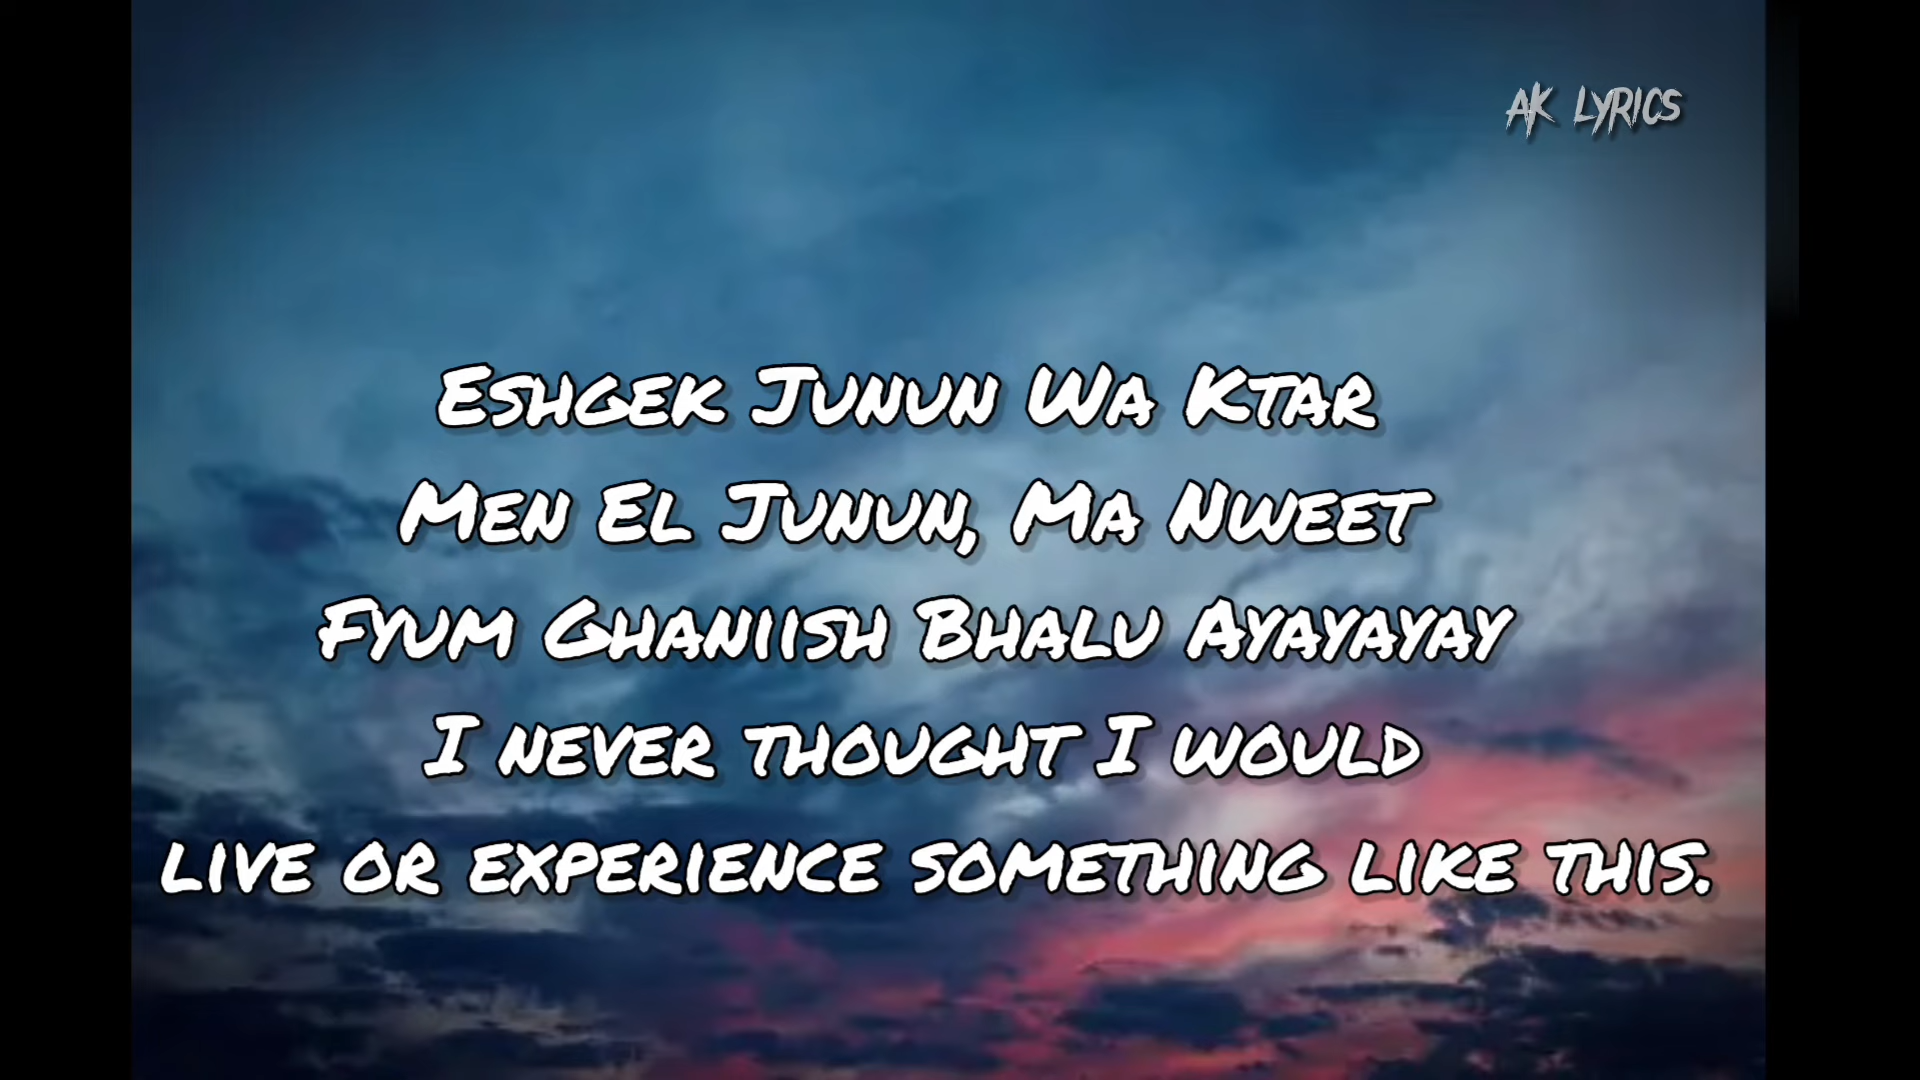 AK LYRICS
Eshgek Junun Wa Ktar
Men El Junun, Ma Nweet
Fyum Ghaniish Bhalu Ayayayay
I never thought I would
live or experience something like this.